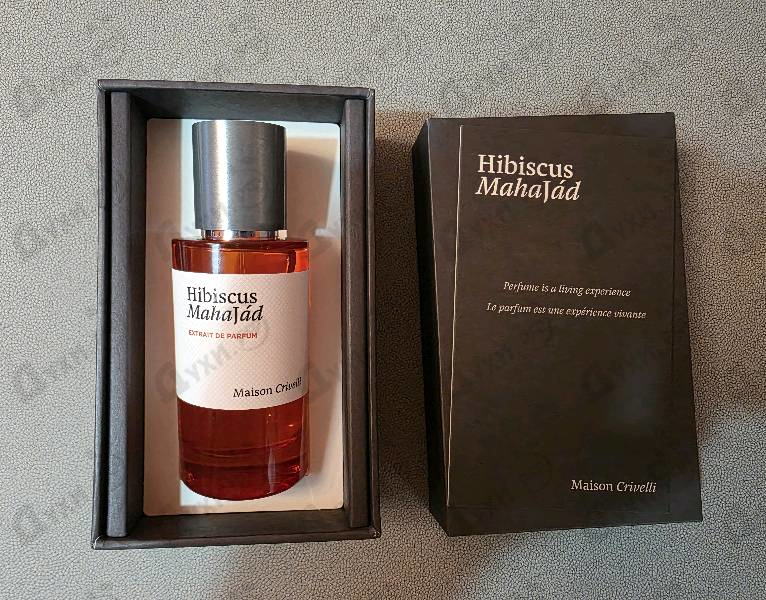 Hibiscus
MahaJád
EXTRAIT DE PARFUM
Maison Crivelli
Hibiscus
MahaJád
Perfume is a living experience
Le parfum est une expérience vivante
Maison Crivelli